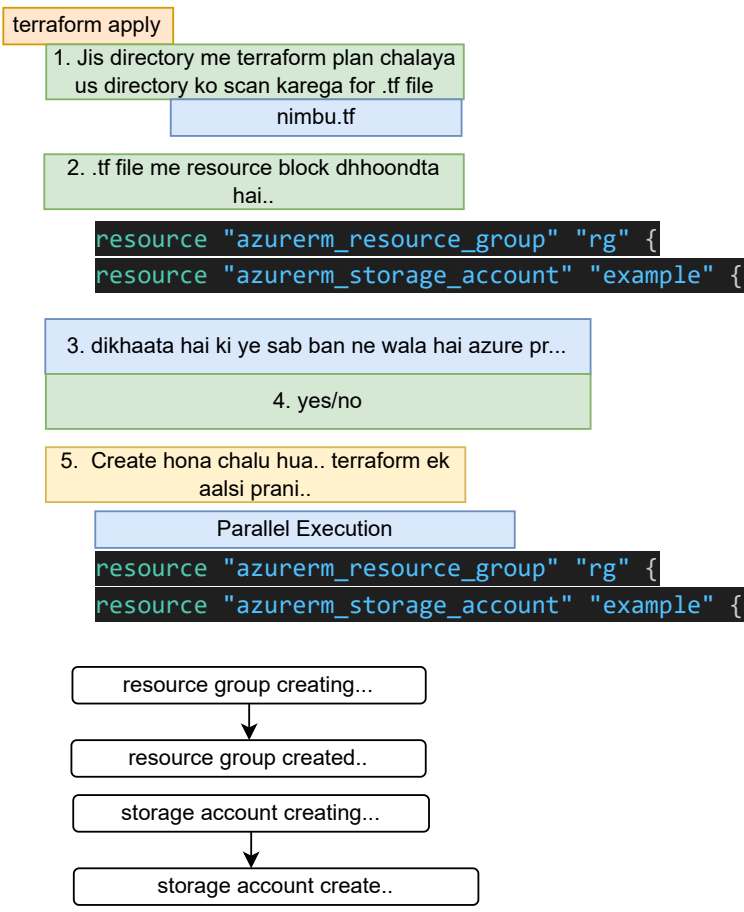 terraform apply
1. Jis directory me terraform plan chalaya
us directory ko scan karega for .tf file
nimbu.tf
2. .tf file me resource block dhhoondta
hai..
resource "azurerm_resource_group" "rg" {
resource "azurerm_storage_account" "example" {
3. dikhaata hai ki ye sab ban ne wala hai azure pr...
4. yes/no
5. Create hona chalu hua.. terraform ek
aalsi prani..
Parallel Execution
resource "azurerm_resource_group" "rg" {
resource "azurerm_storage_account" "example" {
resource group creating...
resource group created..
storage account creating...
storage account create..